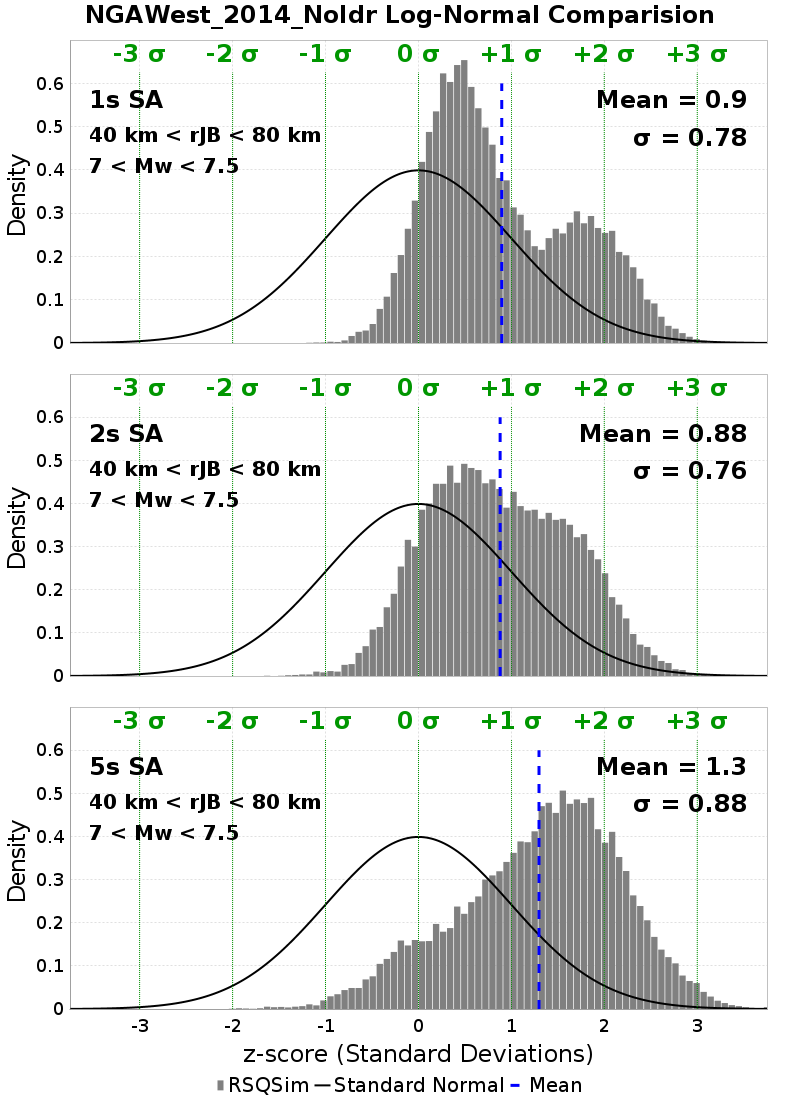 NGAWest_2014_NoIdr Log-Normal Comparision
-3 σ -2 σ -1 σ 0 σ +1 σ +2 σ +3 σ
1s SA
Mean = 0.9
40 km < rJB < 80 km
σ = 0.78
7 < Mw < 7.5
Density
0.6
0.5
0.4
0.3
0.2
0.1
0
-3 σ -2 σ -1 σ 0 σ +1 σ +2 σ +3 σ
2s SA
Mean = 0.88
40 km < rJB < 80 km
σ = 0.76
7 < Mw < 7.5
Density
0.6
0.5
0.4
0.3
0.2
0.1
0
-3 σ -2 σ -1 σ 0 σ +1 σ +2 σ +3 σ
5s SA
Mean = 1.3
40 km < rJB < 80 km
σ = 0.88
7 < Mw < 7.5
Density
0.6
0.5
0.4
0.3
0.2
0.1
0
-3 -2 -1 0 1 2 3
z-score (Standard Deviations)
RSQSim Standard Normal Mean